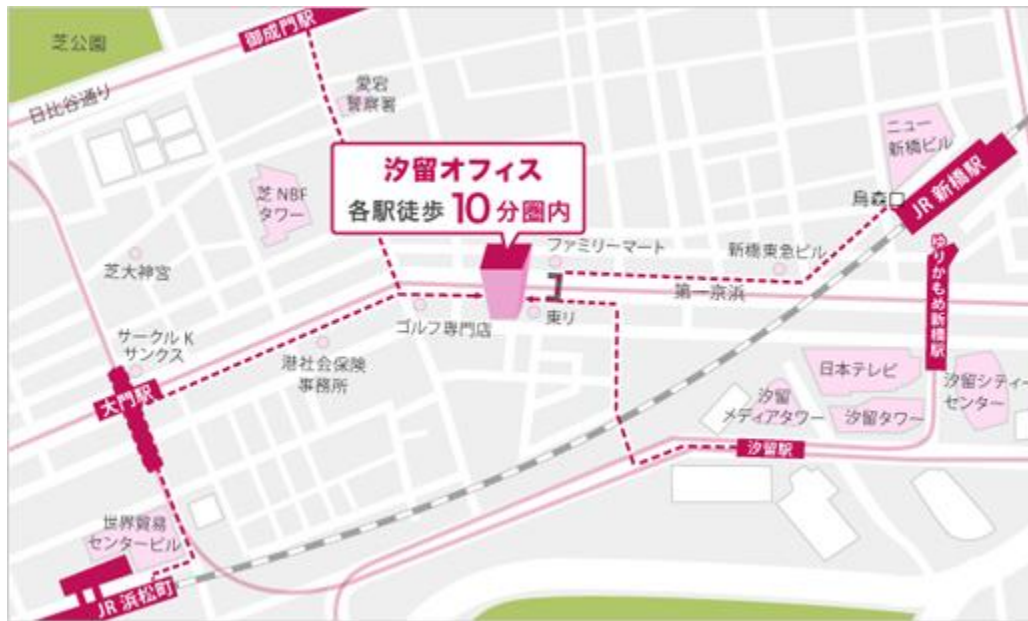 芝公園
御成門駅
日比谷通り
愛宕
警察署
ニュー
新橋ビル
汐留オフィス
各駅徒歩 10 分圏内
芝 NBF
タワー
烏森口
JR 新橋駅
ゆりかもめ新橋駅
ファミリーマート
新橋東急ビル
芝大神宮
1
第一京浜
東リ
ゴルフ専門店
サークル K
サンクス
港社会保険
事務所
大門駅
日本テレビ
汐留シティー
センター
汐留
メディアタワー
汐留タワー
汐留駅
世界貿易
センタービル
JR 浜松町